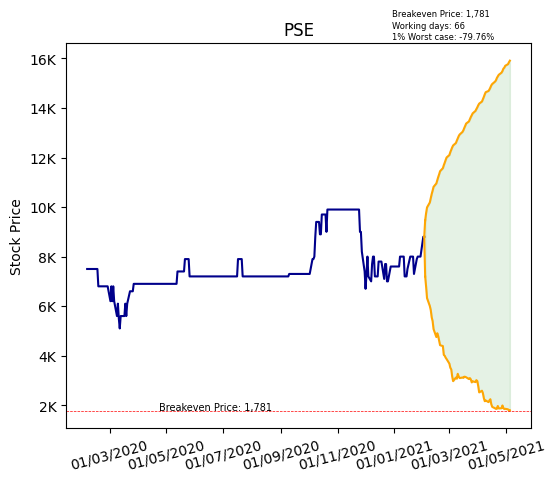 Breakeven Price: 1,781
Working days: 66
1% Worst case: -79.76%
PSE
Stock Price
16K
14K
12K
10K
8K
6K
4K
2K
Breakeven Price: 1,781
01/03/2020
01/05/2020
01/07/2020
01/09/2020
01/11/2020
01/01/2021
01/03/2021
01/05/2021